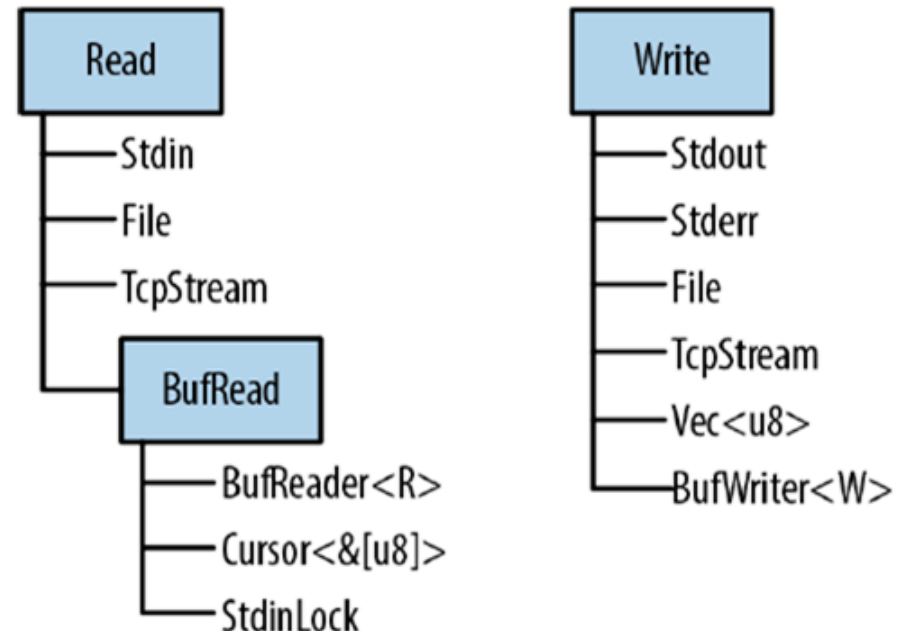 Read
Stdin
File
TcpStream
BufRead
BufReader<R>
Cursor<&[u8]>
StdinLock
Write
Stdout
Stderr
File
TcpStream
Vec<u8>
BufWriter<W>